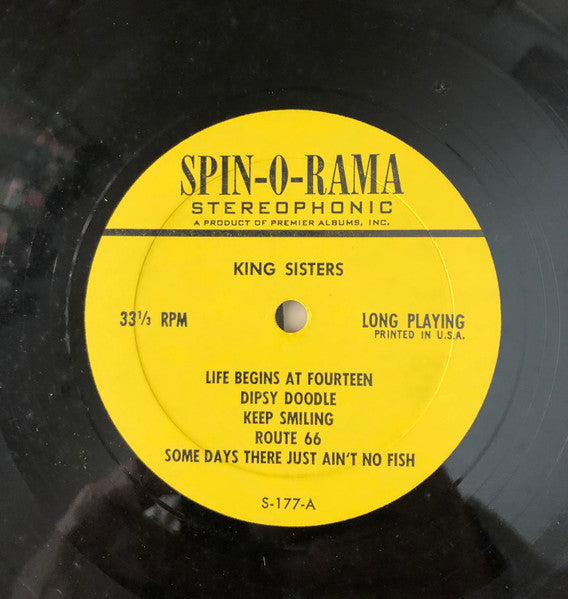 SPIN-O-RAMA
STEREOPHONIC
A PRODUCT OF PREMIER ALBUMS, INC.
KING SISTERS
33⅓ RPM
LONG PLAYING
PRINTED IN U.S.A.
LIFE BEGINS AT FOURTEEN
DIPSY DOODLE
KEEP SMILING
ROUTE 66
SOME DAYS THERE JUST AIN'T NO FISH
S-177-A